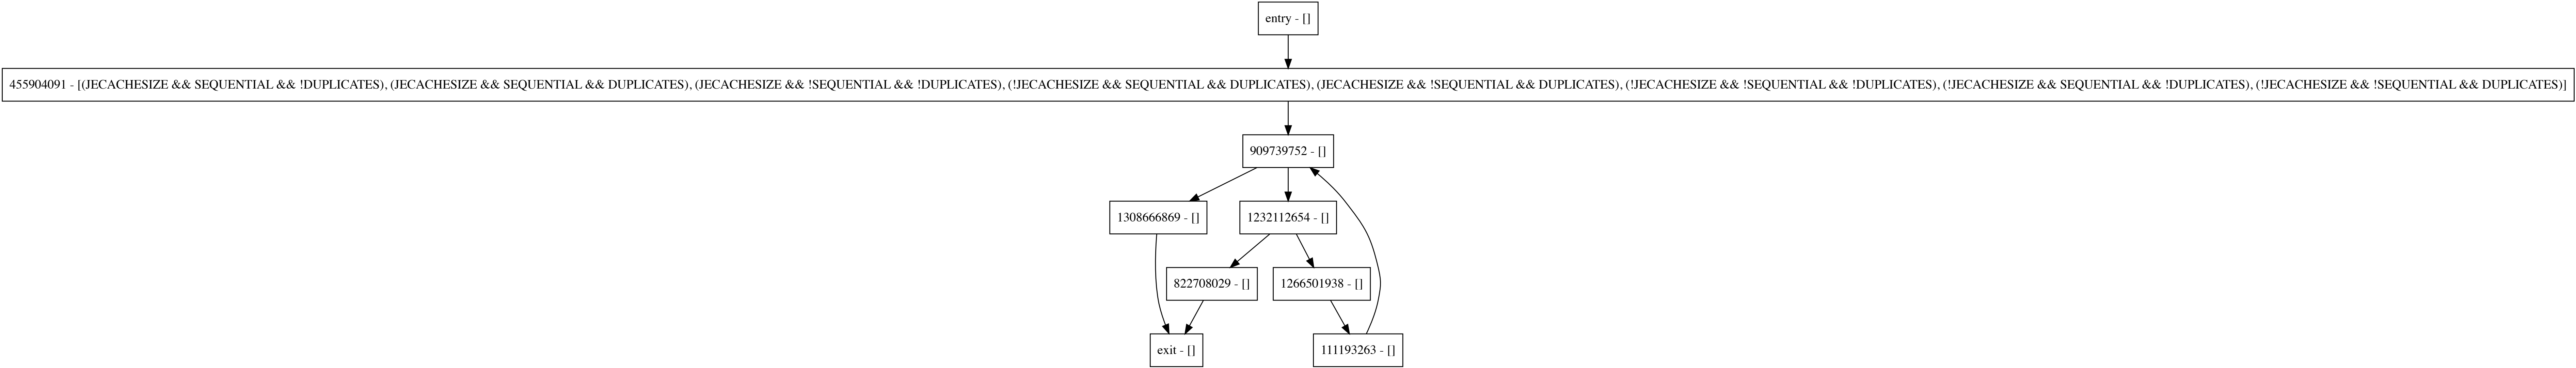 entry - []
455904091 - [(JECACHESIZE && SEQUENTIAL && !DUPLICATES), (JECACHESIZE && SEQUENTIAL && DUPLICATES), (JECACHESIZE && !SEQUENTIAL && !DUPLICATES), (!JECACHESIZE && SEQUENTIAL && DUPLICATES), (JECACHESIZE && !SEQUENTIAL && DUPLICATES), (!JECACHESIZE && !SEQUENTIAL && !DUPLICATES), (!JECACHESIZE && SEQUENTIAL && !DUPLICATES), (!JECACHESIZE && !SEQUENTIAL && DUPLICATES)]
909739752 - []
1308666869 - []
1232112654 - []
822708029 - []
1266501938 - []
exit - []
111193263 - []